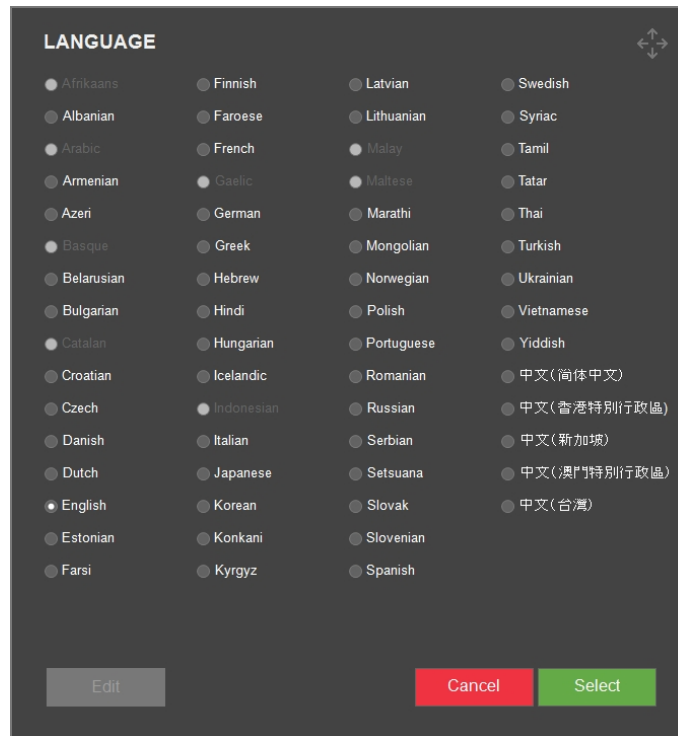 LANGUAGE
Afrikaans
Albanian
Arabic
Armenian
Azeri
Basque
Belarusian
Bulgarian
Catalan
Croatian
Czech
Danish
Dutch
English
Estonian
Farsi
Finnish
Faroese
French
Gaelic
German
Greek
Hebrew
Hindi
Hungarian
Icelandic
Indonesian
Italian
Japanese
Korean
Konkani
Kyrgyz
Latvian
Lithuanian
Malay
Maltese
Marathi
Mongolian
Norwegian
Polish
Portuguese
Romanian
Russian
Serbian
Setsuana
Slovak
Slovenian
Spanish
Swedish
Syriac
Tamil
Tatar
Thai
Turkish
Ukrainian
Vietnamese
Yiddish
中文(简体中文)
中文(香港特別行政區)
中文(新加坡)
中文(澳門特別行政區)
中文(台灣)
Edit
Cancel
Select